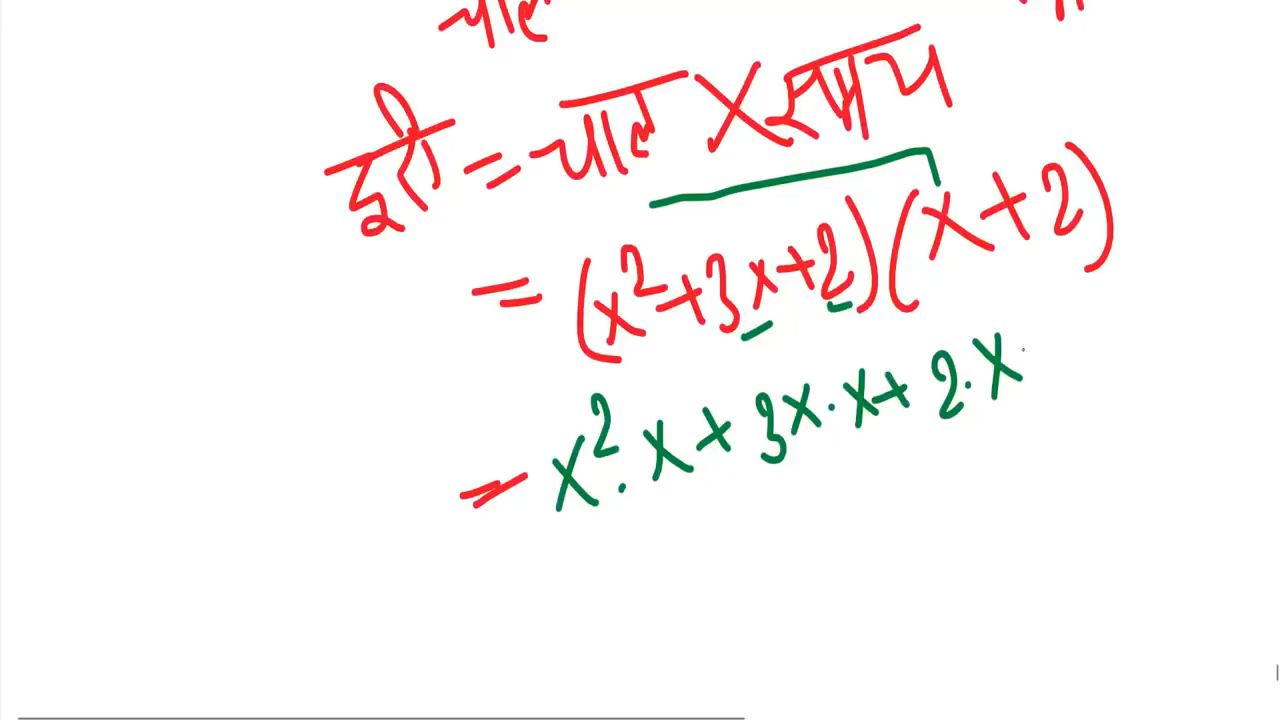 दूरी = चाल X समय
= (x²+3x+2)(x+2)
= x².x + 3x.x + 2.x